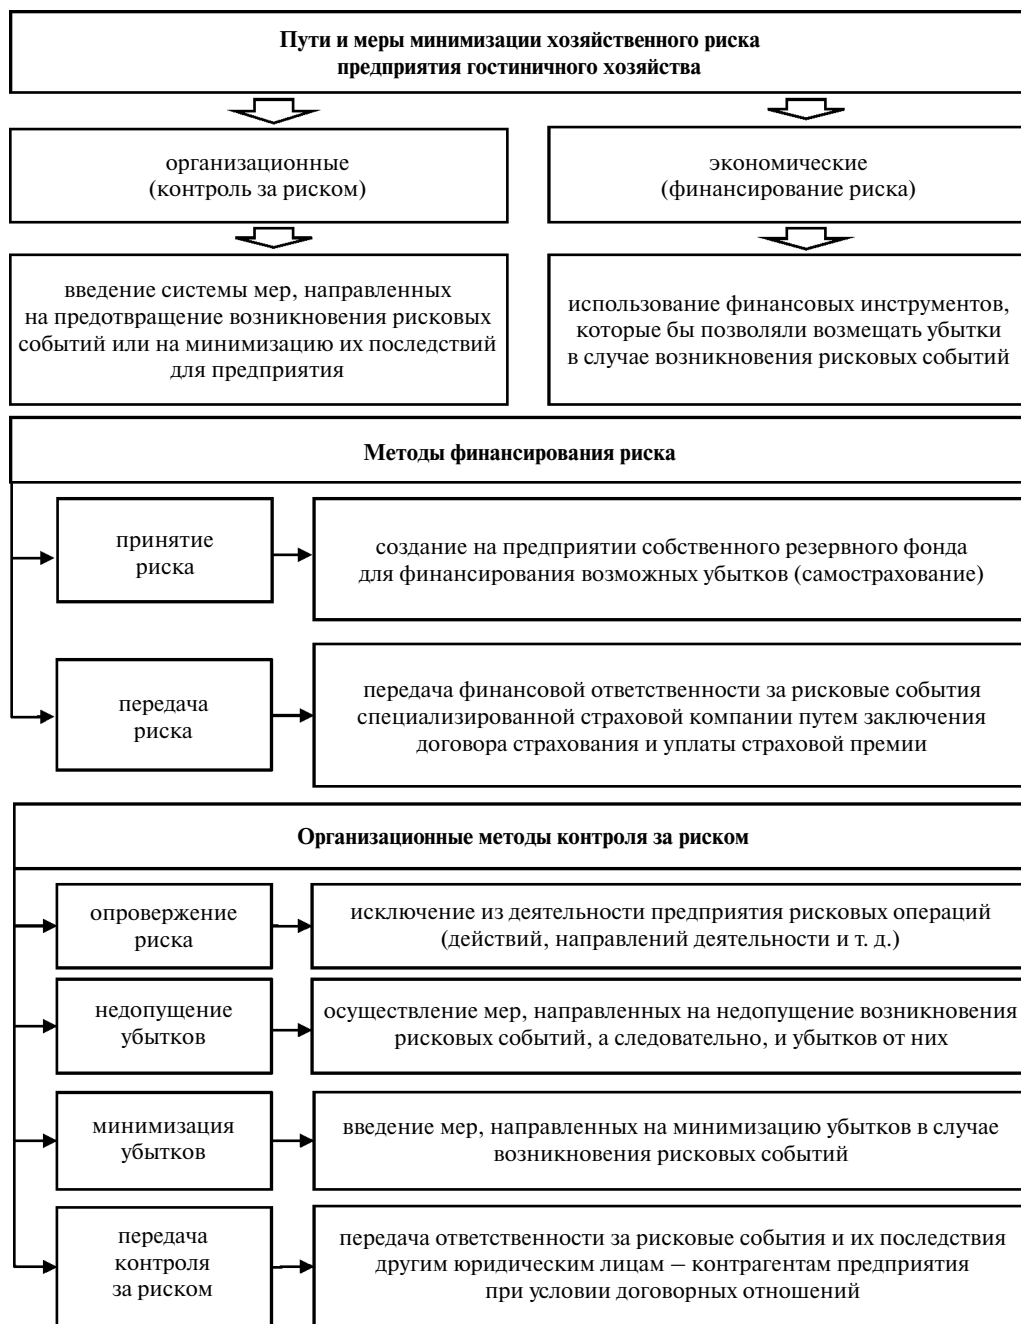 Пути и меры минимизации хозяйственного риска
предприятия гостиничного хозяйства
организационные
(контроль за риском)
экономические
(финансирование риска)
введение системы мер, направленных
на предотвращение возникновения рисковых
событий или на минимизацию их последствий
для предприятия
использование финансовых инструментов,
которые бы позволяли возмещать убытки
в случае возникновения рисковых событий
Методы финансирования риска
принятие
риска
создание на предприятии собственного резервного фонда
для финансирования возможных убытков (самострахование)
передача
риска
передача финансовой ответственности за рисковые события
специализированной страховой компании путем заключения
договора страхования и уплаты страховой премии
Организационные методы контроля за риском
опровержение
риска
исключение из деятельности предприятия рисковых операций
(действий, направлений деятельности и т. д.)
недопущение
убытков
осуществление мер, направленных на недопущение возникновения
рисковых событий, а следовательно, и убытков от них
минимизация
убытков
введение мер, направленных на минимизацию убытков в случае
возникновения рисковых событий
передача
контроля
за риском
передача ответственности за рисковые события и их последствия
другим юридическим лицам – контрагентам предприятия
при условии договорных отношений